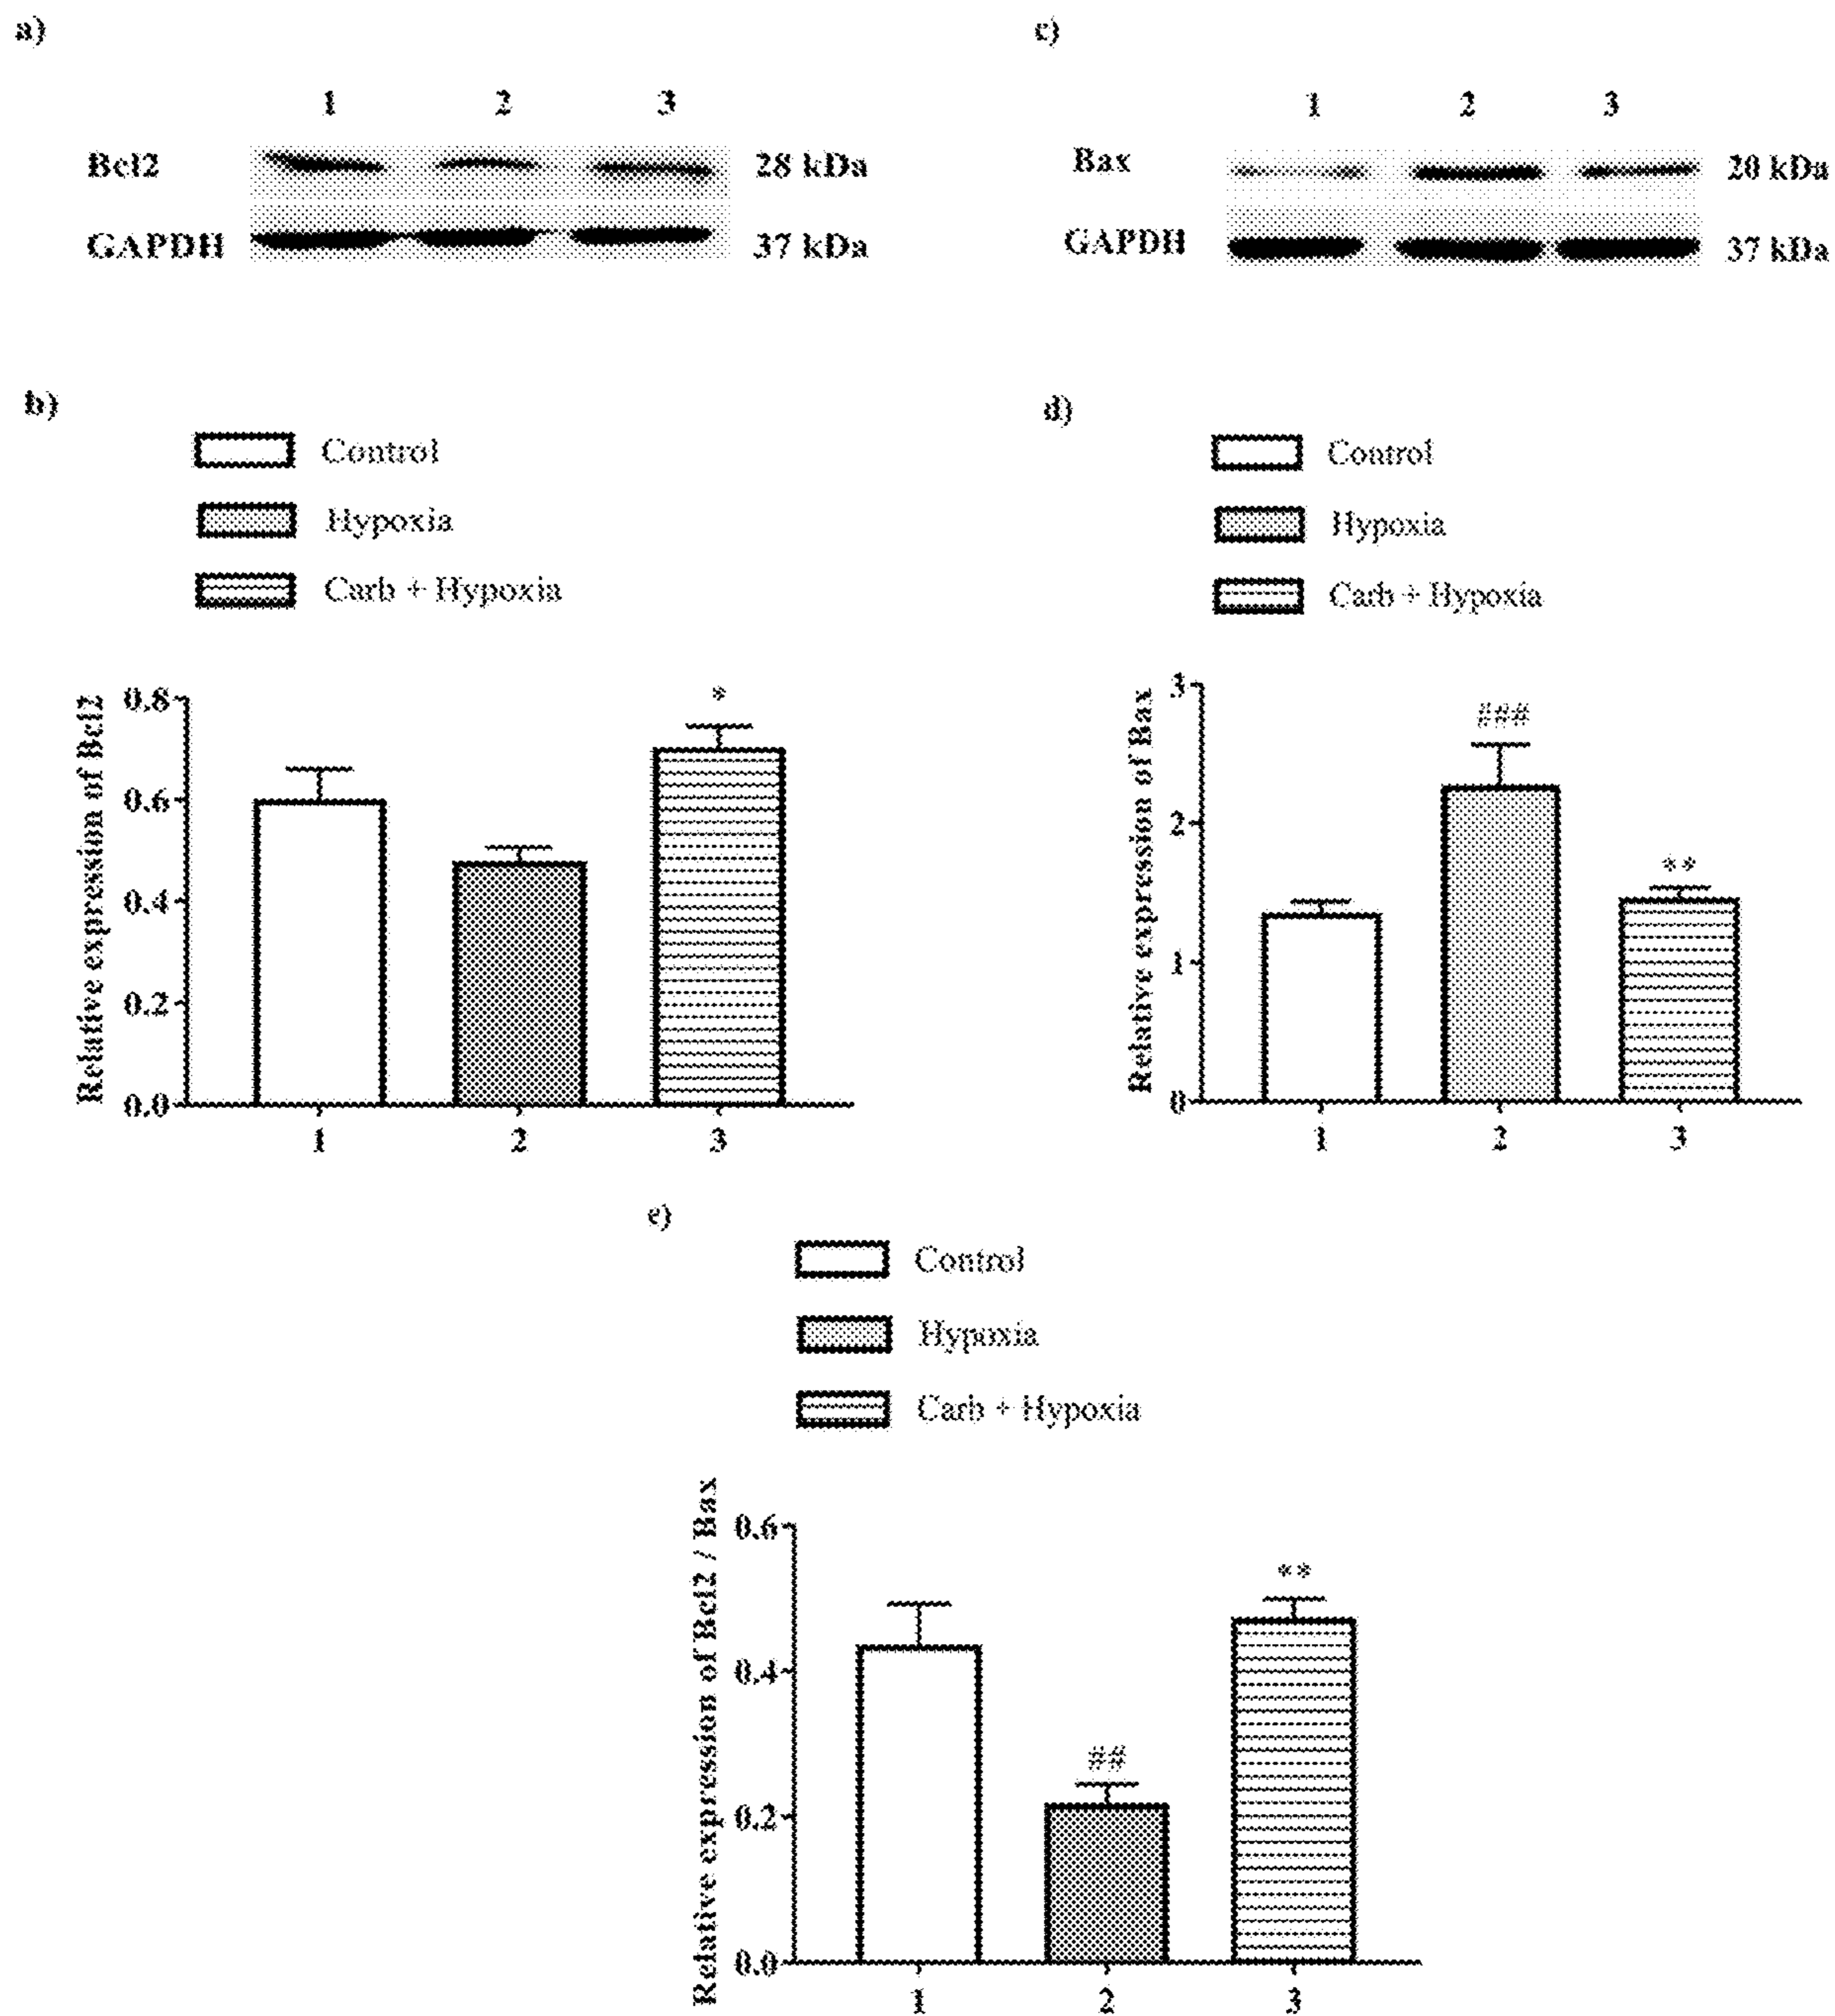 a)
1 2 3
Bcl2 28 kDa
GAPDH 37 kDa
c)
1 2 3
Bax 20 kDa
GAPDH 37 kDa
b)
Control
Hypoxia
Carb + Hypoxia
Relative expression of Bcl2
0.8
0.6
0.4
0.2
0.0
*
1 2 3
d)
Control
Hypoxia
Carb + Hypoxia
Relative expression of Bax
3
2
1
0
###
**
1 2 3
e)
Control
Hypoxia
Carb + Hypoxia
Relative expression of Bcl2 / Bax
0.6
0.4
0.2
0.0
##
**
1 2 3